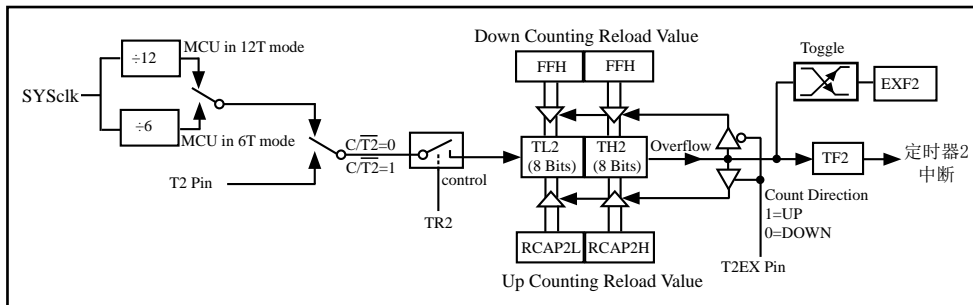 Down Counting Reload Value
Toggle
MCU in 12T mode
÷12
FFH
FFH
EXF2
SYSclk
÷6
MCU in 6T mode
C/T2=0
C/T2=1
TL2
(8 Bits)
TH2
(8 Bits)
Overflow
TF2
定时器2
中断
T2 Pin
control
TR2
Count Direction
1=UP
0=DOWN
RCAP2L
RCAP2H
T2EX Pin
Up Counting Reload Value